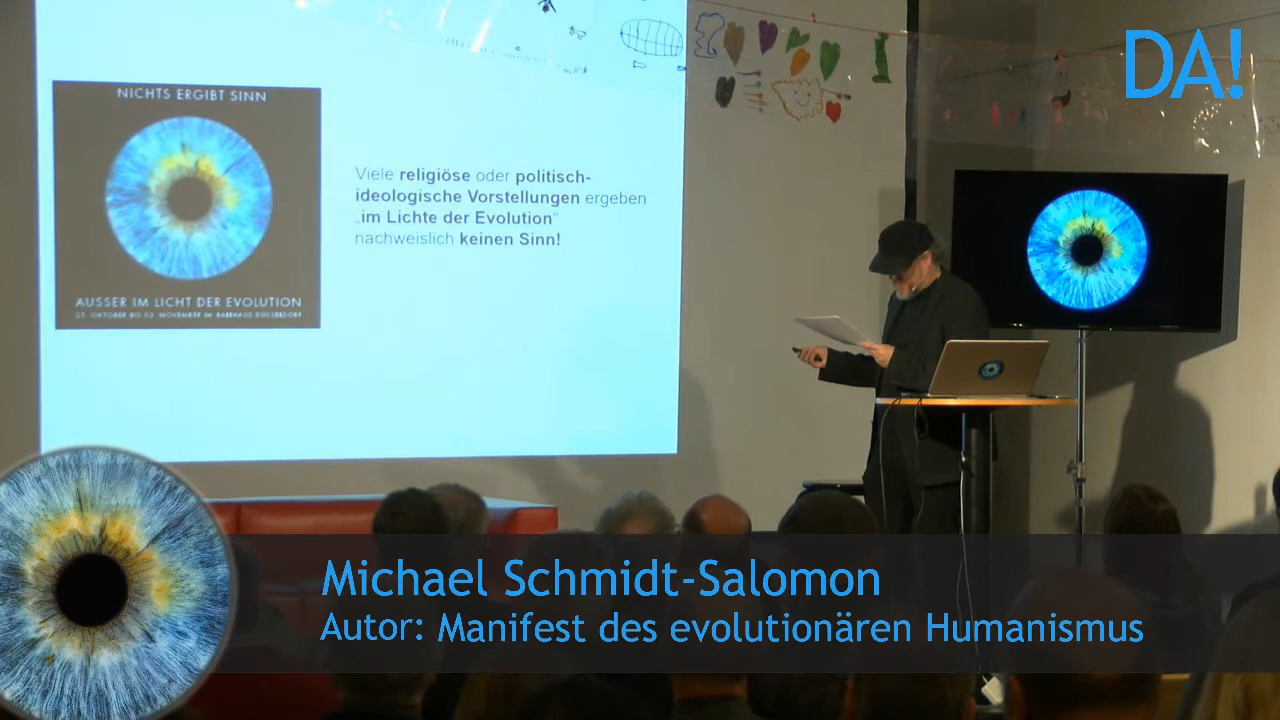 DA!
NICHTS ERGIBT SINN
AUSSER IM LICHT DER EVOLUTION
Viele religiöse oder politisch-
ideologische Vorstellungen ergeben
„im Lichte der Evolution“
nachweislich keinen Sinn!
Michael Schmidt-Salomon
Autor: Manifest des evolutionären Humanismus